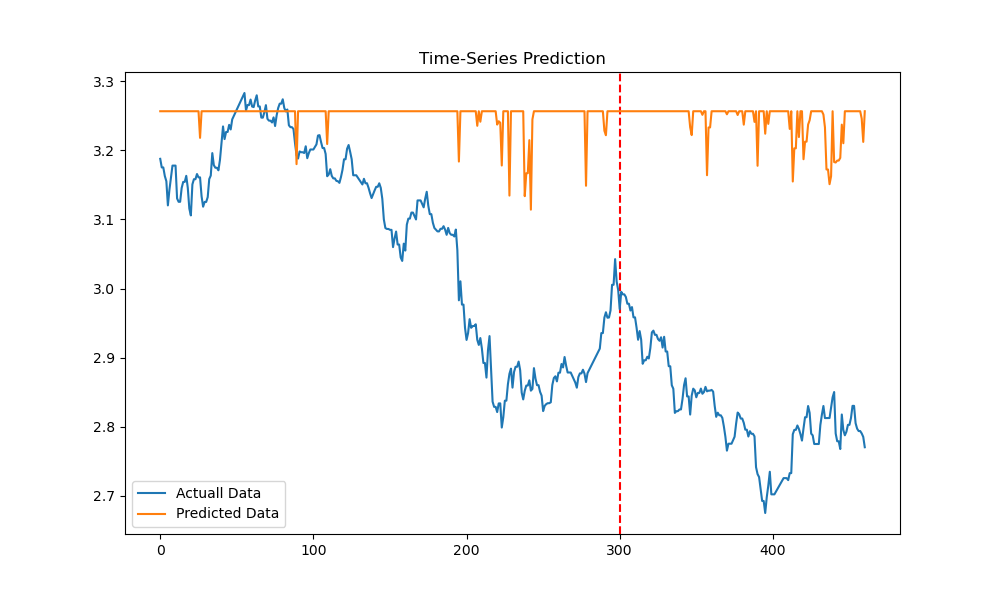 Time-Series Prediction
3.3
3.2
3.1
3.0
2.9
2.8
2.7
Actuall Data
Predicted Data
0 100 200 300 400